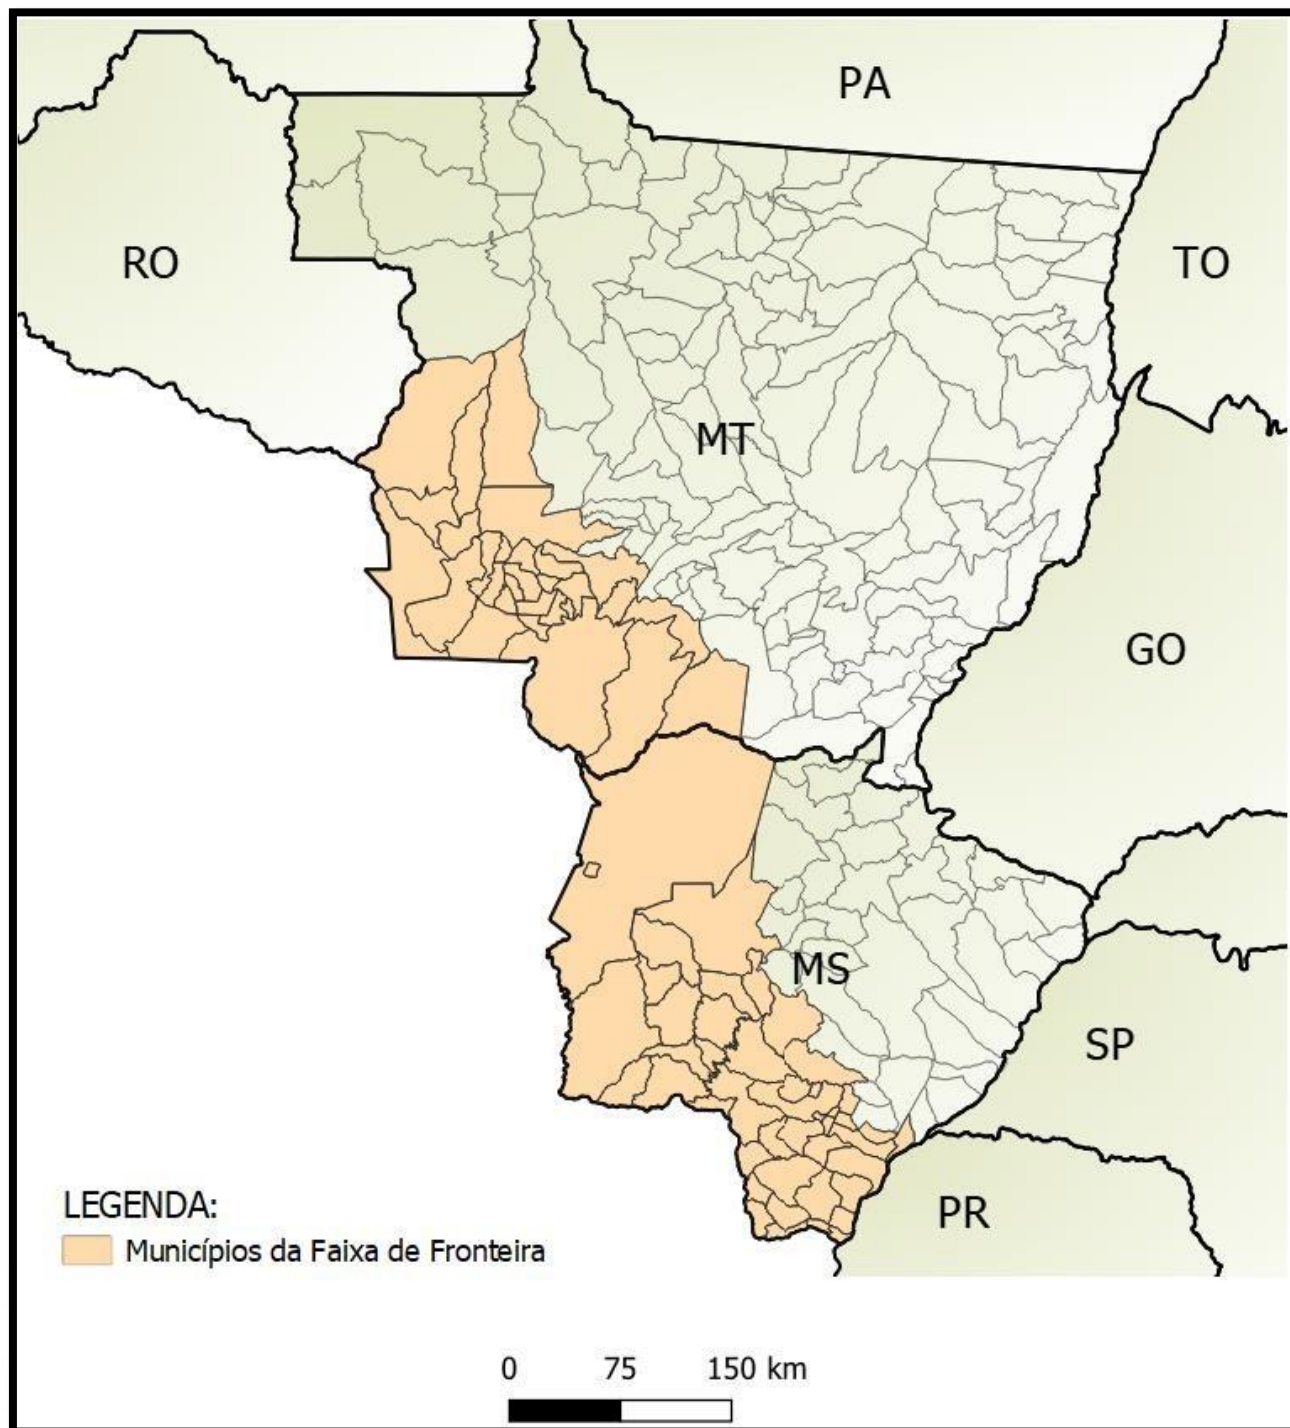 PA
RO
TO
MT
GO
MS
SP
PR
LEGENDA:
Municípios da Faixa de Fronteira
0 75 150 km